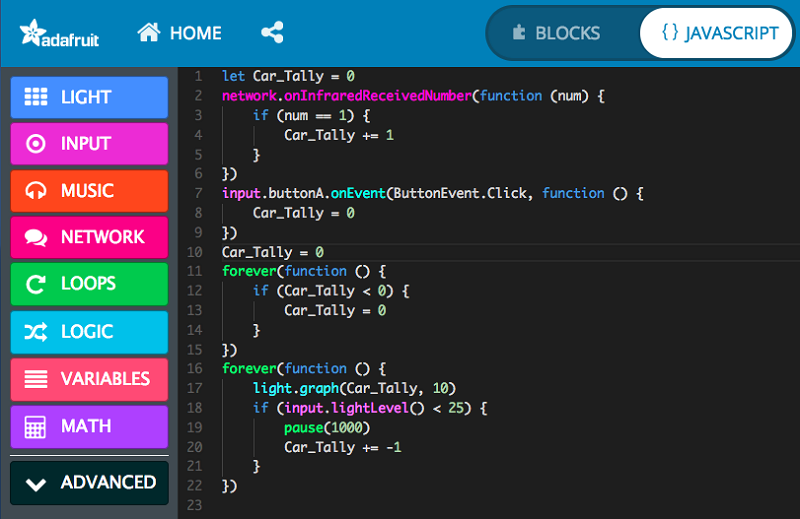 adafruit HOME BLOCKS {} JAVASCRIPT
LIGHT
INPUT
MUSIC
NETWORK
LOOPS
LOGIC
VARIABLES
MATH
ADVANCED
1 let Car_Tally = 0
2 network.onInfraredReceivedNumber(function (num) {
3     if (num == 1) {
4         Car_Tally += 1
5     }
6 })
7 input.buttonA.onEvent(ButtonEvent.Click, function () {
8     Car_Tally = 0
9 })
10 Car_Tally = 0
11 forever(function () {
12     if (Car_Tally < 0) {
13         Car_Tally = 0
14     }
15 })
16 forever(function () {
17     light.graph(Car_Tally, 10)
18     if (input.lightLevel() < 25) {
19         pause(1000)
20         Car_Tally += -1
21     }
22 })
23